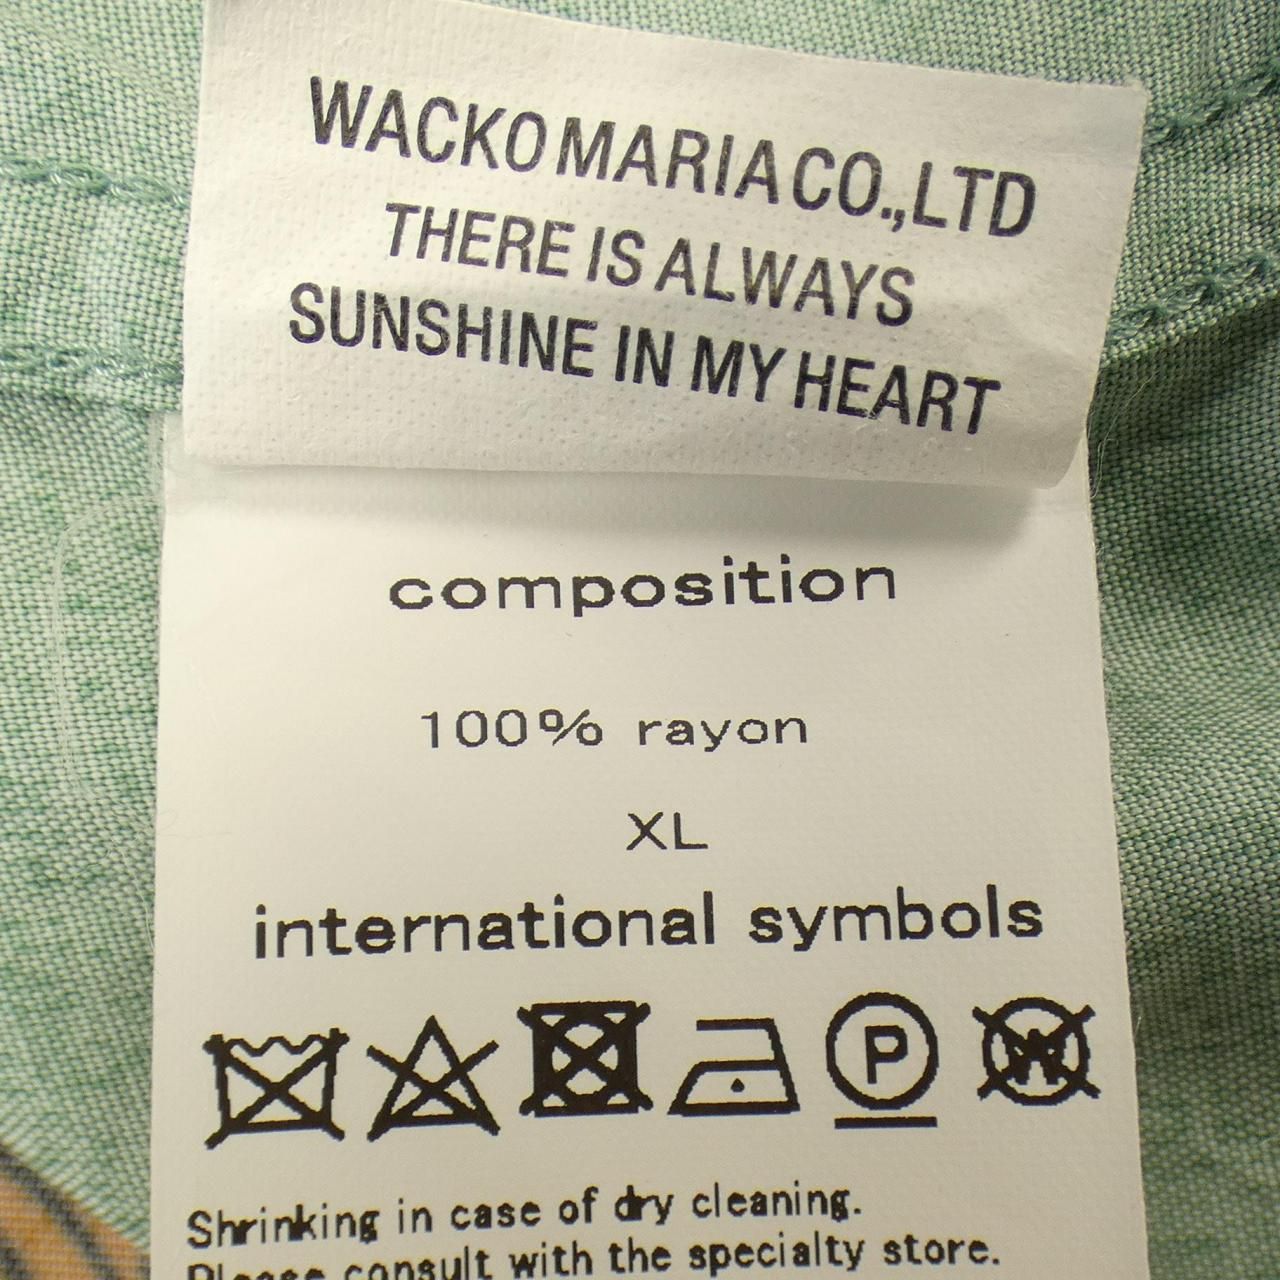 WACKO MARIA CO.,LTD
THERE IS ALWAYS
SUNSHINE IN MY HEART
composition
100% rayon
XL
international symbols
P W
Shrinking in case of dry cleaning.
Please consult with the specialty store.